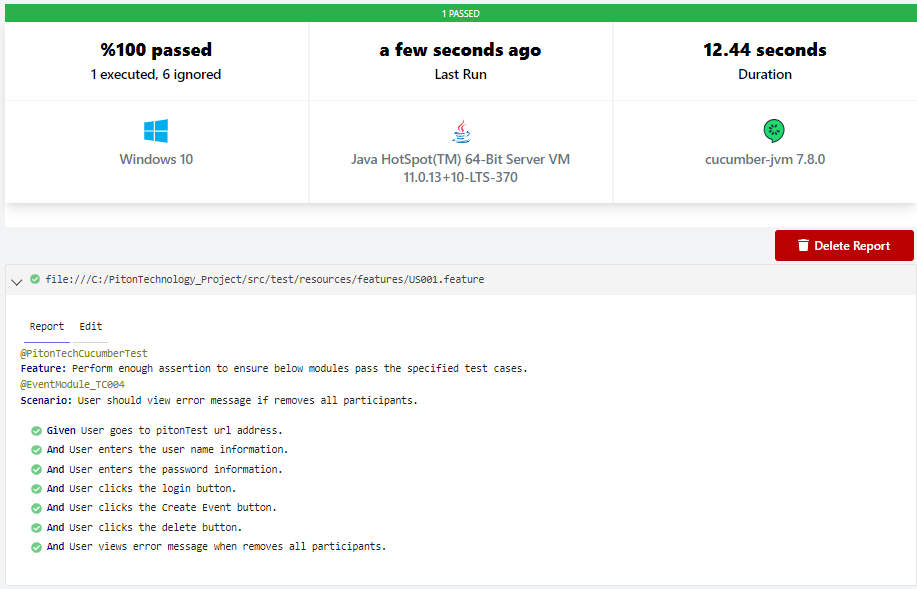 1 PASSED
%100 passed
1 executed, 6 ignored
a few seconds ago
Last Run
12.44 seconds
Duration
Windows 10
Java HotSpot(TM) 64-Bit Server VM
11.0.13+10-LTS-370
cucumber-jvm 7.8.0
Delete Report
file:///C:/PitonTechnology_Project/src/test/resources/features/US001.feature
Report Edit
@PitonTechCucumberTest
Feature: Perform enough assertion to ensure below modules pass the specified test cases.
@EventModule_TC004
Scenario: User should view error message if removes all participants.
Given User goes to pitonTest url address.
And User enters the user name information.
And User enters the password information.
And User clicks the login button.
And User clicks the Create Event button.
And User clicks the delete button.
And User views error message when removes all participants.